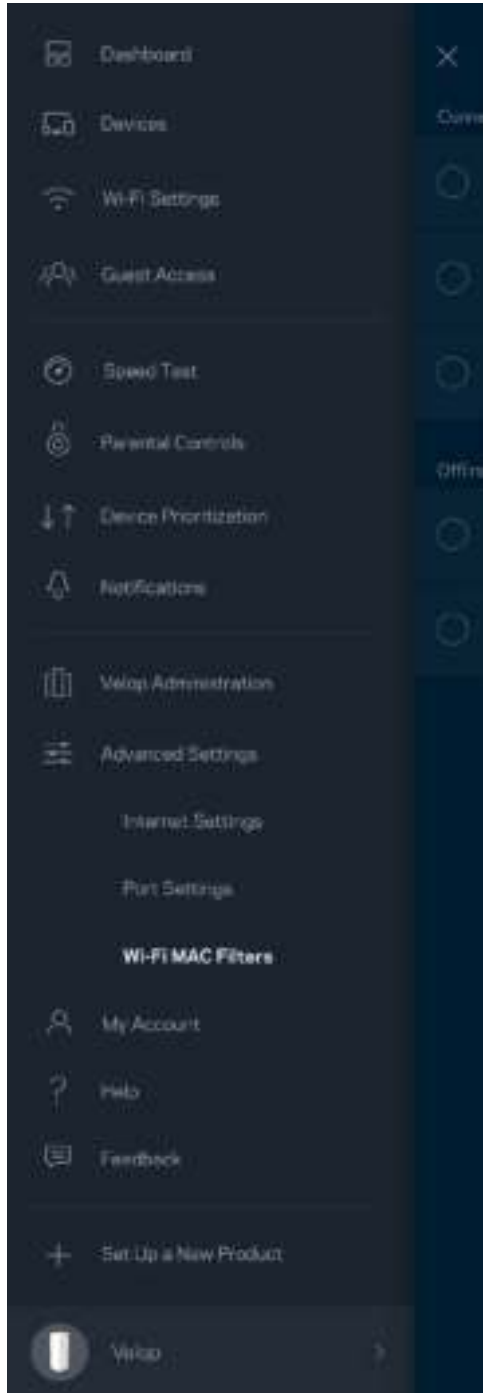 Dashboard
Devices
Wi-Fi Settings
Guest Access
Speed Test
Parental Controls
Device Prioritization
Notifications
Velop Administration
Advanced Settings
Internet Settings
Port Settings
Wi-Fi MAC Filters
My Account
Help
Feedback
Set Up a New Product
Velop